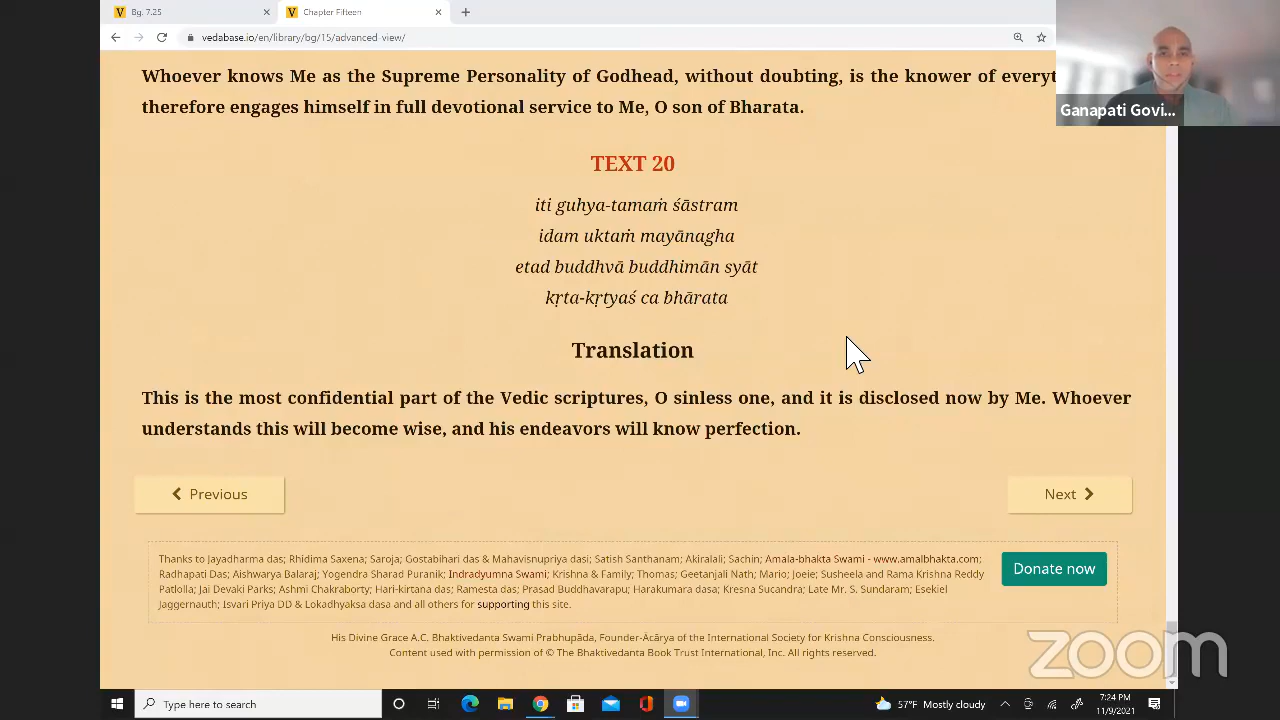 Bg. 7.25
Chapter Fifteen
vedabase.io/en/library/bg/15/advanced-view/
Whoever knows Me as the Supreme Personality of Godhead, without doubting, is the knower of everyt
therefore engages himself in full devotional service to Me, O son of Bharata.
Ganapati Govi...
TEXT 20
iti guhya-tamaṁ śāstram
idam uktaṁ mayānagha
etad buddhvā buddhimān syāt
kṛta-kṛtyaś ca bhārata
Translation
This is the most confidential part of the Vedic scriptures, O sinless one, and it is disclosed now by Me. Whoever
understands this will become wise, and his endeavors will know perfection.
Previous
Next
Thanks to Jayadharma das; Rhidima Saxena; Saroja; Gostabihari das & Mahavisnupriya dasi; Satish Santhanam; Akiralali; Sachin; Amala-bhakta Swami - www.amalbhakta.com;
Radhapati Das; Aishwarya Balaraj; Yogendra Sharad Puranik; Indradyumna Swami; Krishna & Family; Thomas; Geetanjali Nath; Mario; Joeie; Susheela and Rama Krishna Reddy
Patlolla; Jai Devaki Parks; Ashmi Chakraborty; Hari-kirtana das; Ramesta das; Prasad Buddhavarapu; Harakumara dasa; Kresna Sucandra; Late Mr. S. Sundaram; Esekiel
Jaggernauth; Isvari Priya DD & Lokadhyaksa dasa and all others for supporting this site.
Donate now
His Divine Grace A.C. Bhaktivedanta Swami Prabhupāda, Founder-Ācārya of the International Society for Krishna Consciousness.
Content used with permission of © The Bhaktivedanta Book Trust International, Inc. All rights reserved.
zoom
Type here to search
57°F Mostly cloudy
7:24 PM
11/9/2021